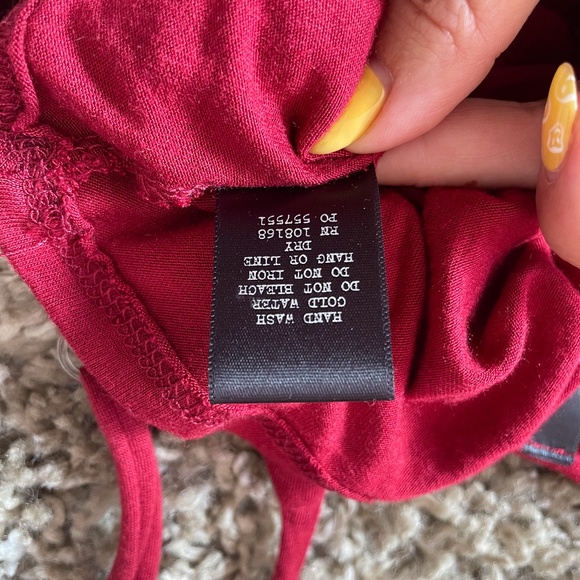 HAND WASH
COLD WATER
DO NOT BLEACH
DO NOT IRON
HANG OR LINE
DRY
RN 108168
PO 557551